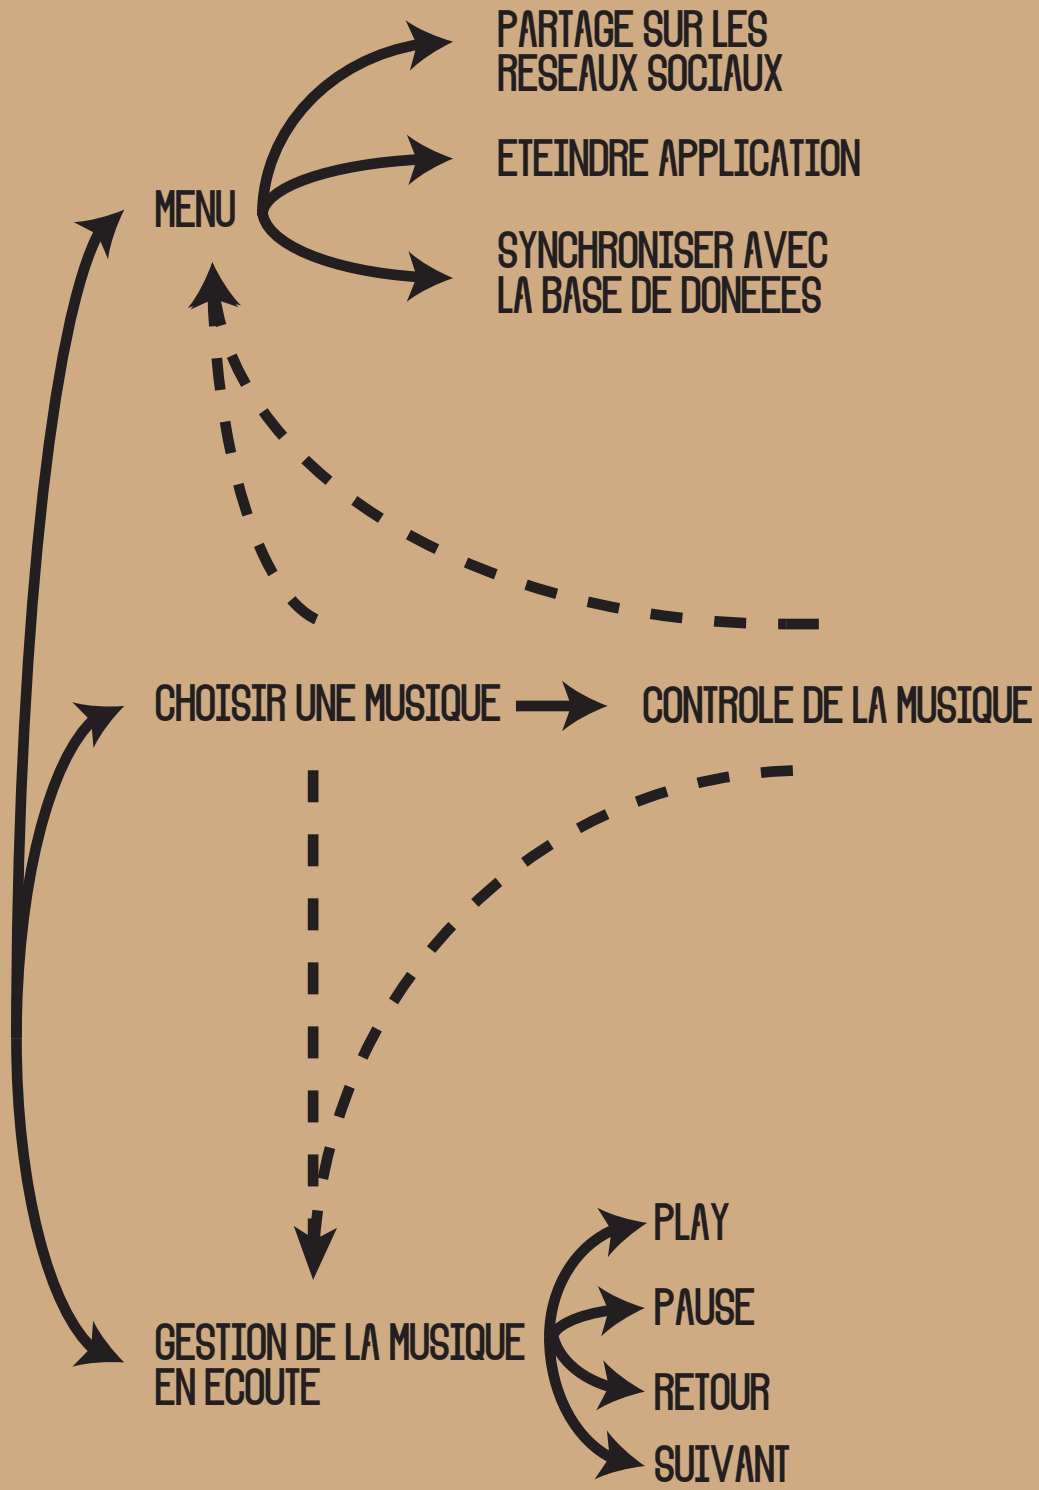 PARTAGE SUR LES
RESEAUX SOCIAUX
ETEINDRE APPLICATION
MENU
SYNCHRONISER AVEC
LA BASE DE DONEEES
CHOISIR UNE MUSIQUE
CONTROLE DE LA MUSIQUE
PLAY
PAUSE
GESTION DE LA MUSIQUE
EN ECOUTE
RETOUR
SUIVANT